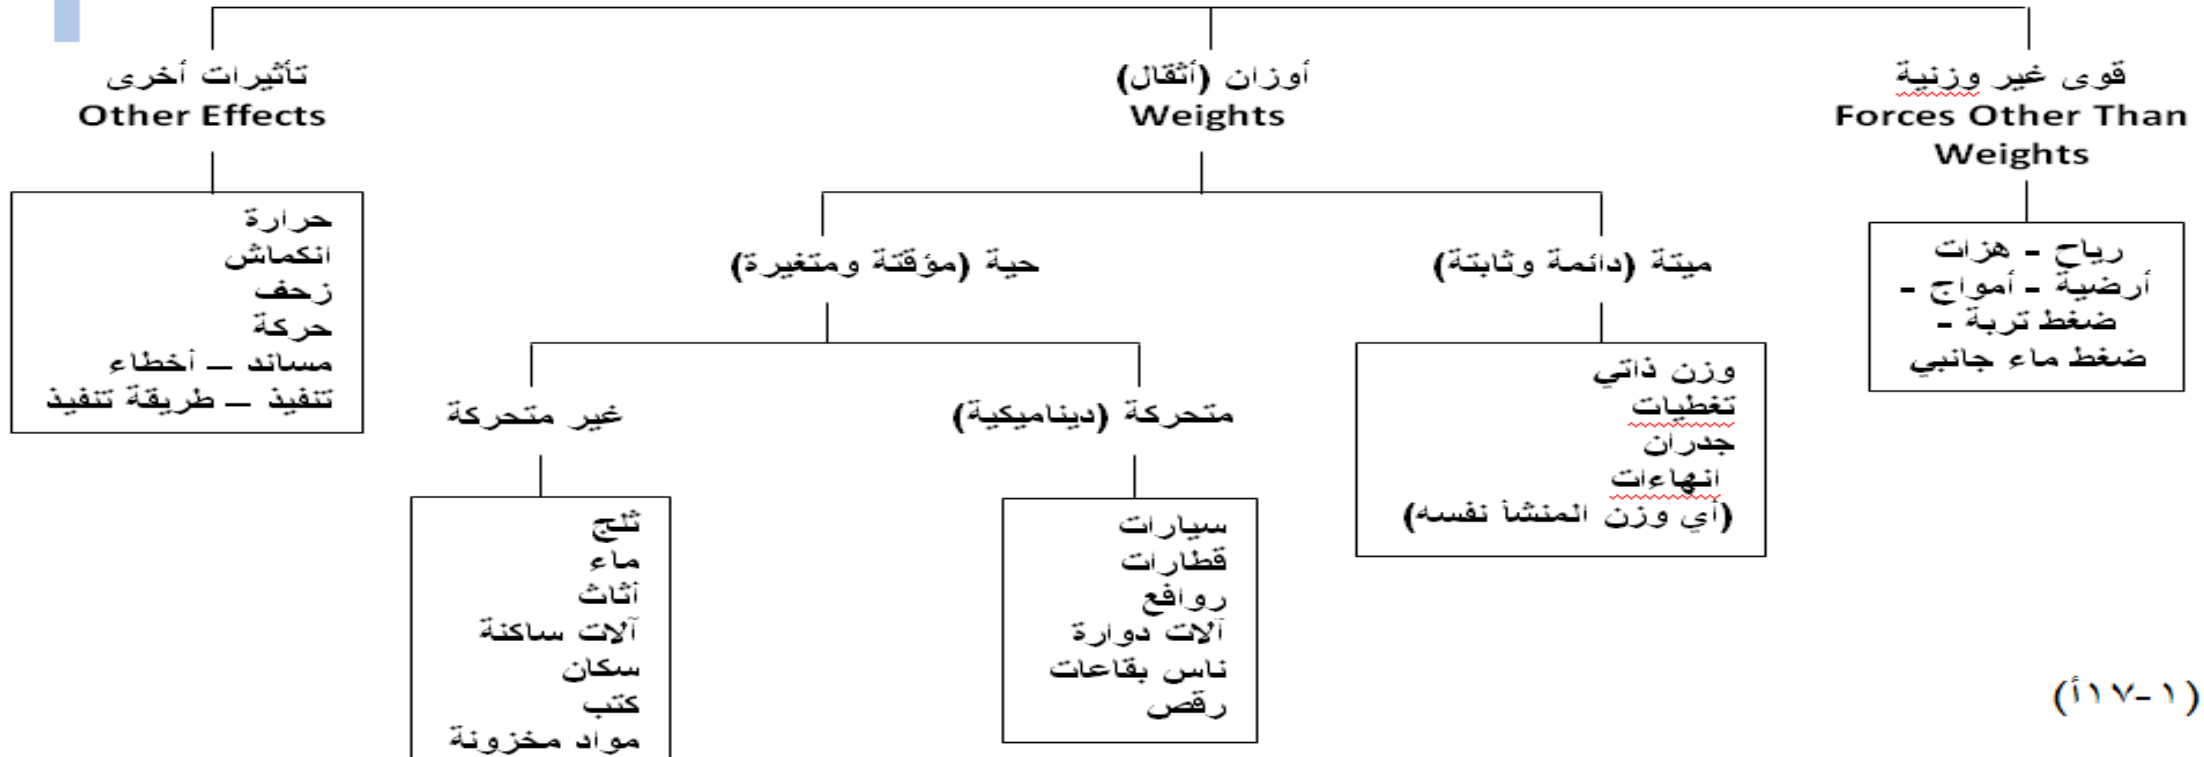 قوى غير وزنية
Forces Other Than
Weights
رياح - هزات
أرضية - أمواج -
ضغط تربة -
ضغط ماء جانبي
أوزان (أثقال)
Weights
ميتة (دائمة وثابتة)
وزن ذاتي
تغطيات
جدران
انهاءات
(أي وزن المنشأ نفسه)
حية (مؤقتة ومتغيرة)
متحركة (ديناميكية)
سيارات
قطارات
روافع
آلات دوارة
ناس بقاعات
رقص
غير متحركة
ثلج
ماء
أثاث
آلات ساكنة
سكان
كتب
مواد مخزونة
تأثيرات أخرى
Other Effects
حرارة
انكماش
زحف
حركة
مساند – أخطاء
تنفيذ – طريقة تنفيذ
(١-١٧أ)